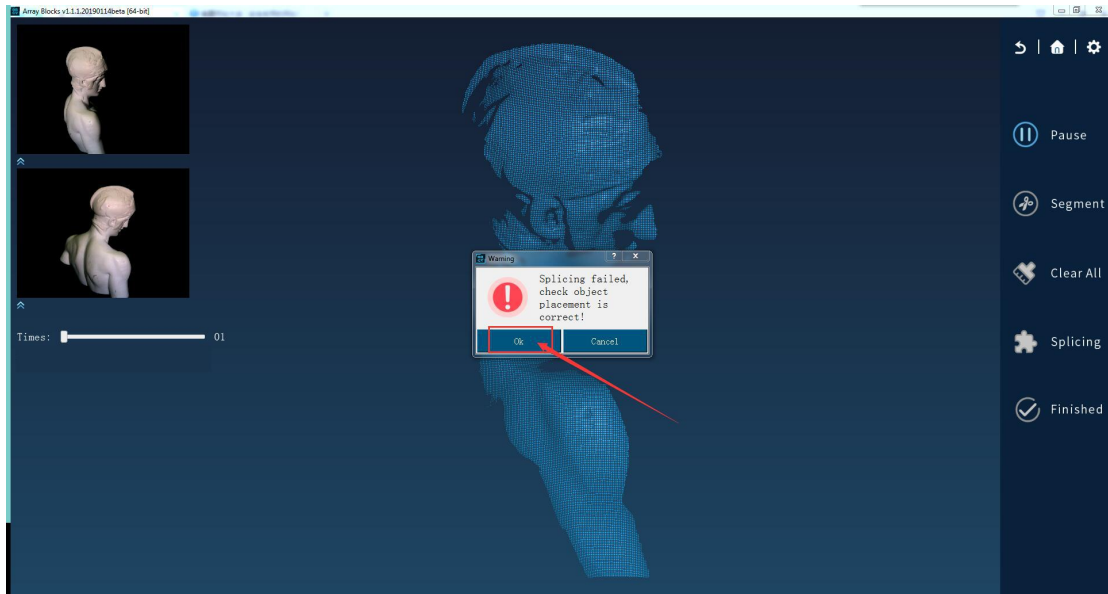 Array Blocks v1.1.1.20190114beta [64-bit]
Pause
Segment
Warning
Splicing failed,
check object
placement is
correct!
Ok
Cancel
Clear All
Times:
01
Splicing
Finished